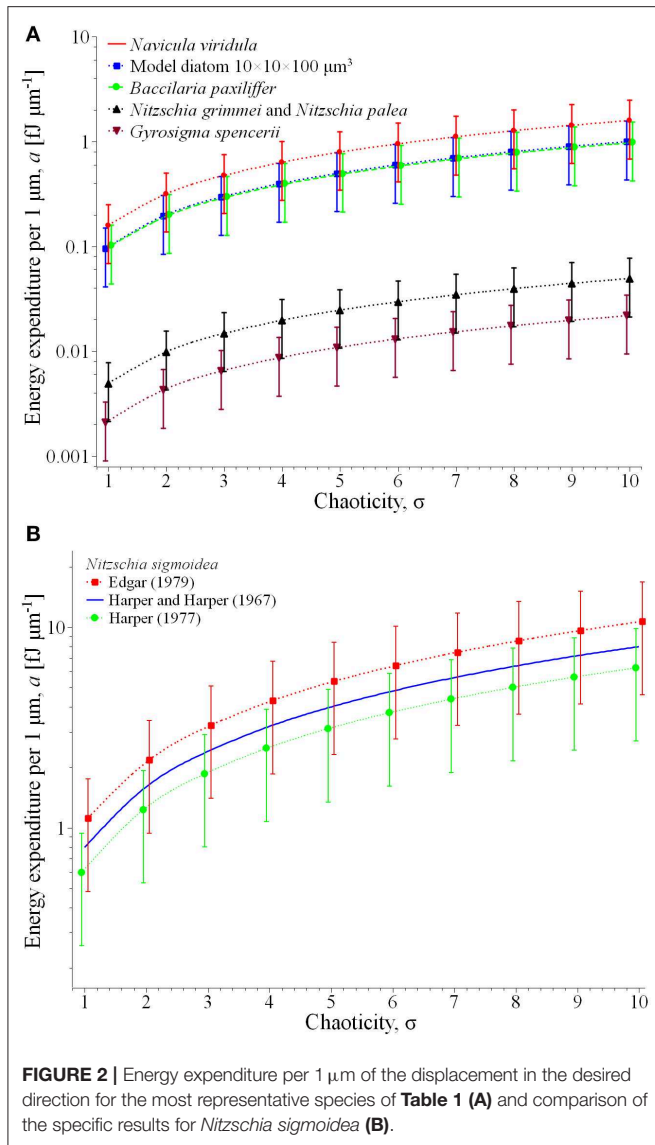 A
Energy expenditure per 1 μm, a [fJ μm⁻¹]
10
1
0.1
0.01
0.001
Navicula viridula
Model diatom 10×10×100 μm³
Baccilaria paxiliffer
Nitzschia grimmei and Nitzschia palea
Gyrosigma spencerii
1 2 3 4 5 6 7 8 9 10
Chaoticity, σ
B
Energy expenditure per 1 μm, a [fJ μm⁻¹]
10
1
Nitzschia sigmoidea
Edgar (1979)
Harper and Harper (1967)
Harper (1977)
1 2 3 4 5 6 7 8 9 10
Chaoticity, σ
FIGURE 2 | Energy expenditure per 1 μm of the displacement in the desired
direction for the most representative species of Table 1 (A) and comparison of
the specific results for Nitzschia sigmoidea (B).